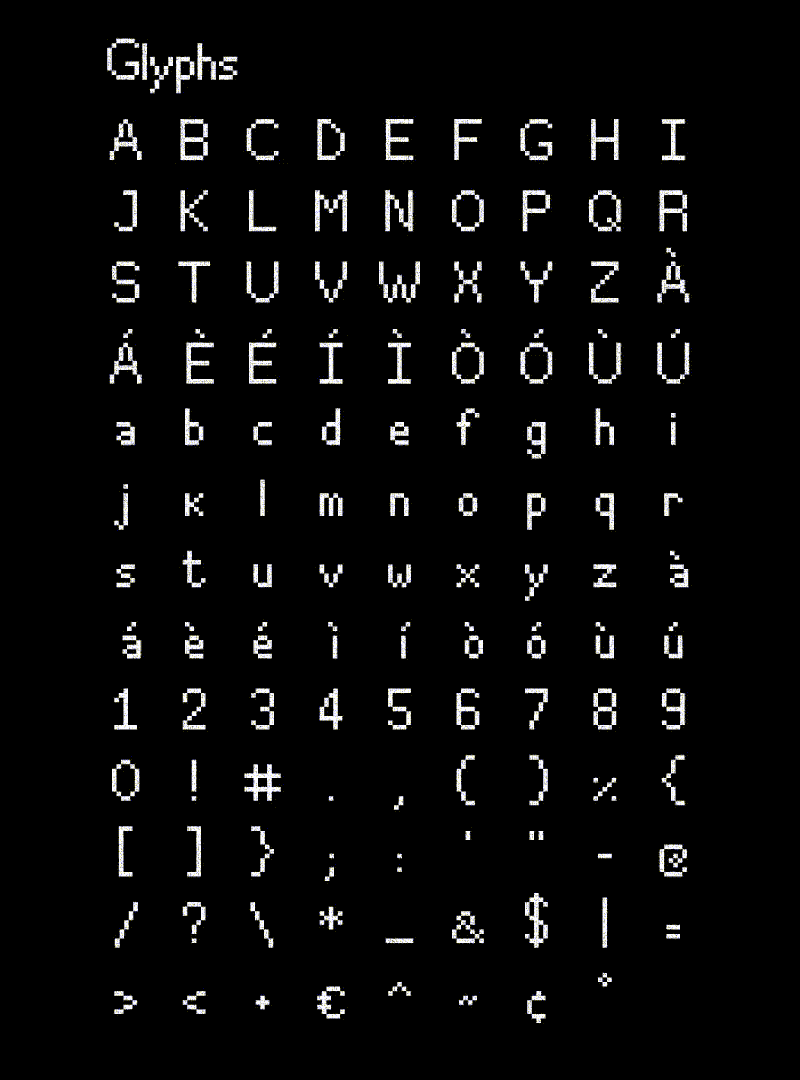 Glyphs
A B C D E F G H I
J K L M N O P Q R
S T U V W X Y Z À
Á È É Í Ì Ò Ó Ù Ú
a b c d e f g h i
j k l m n o p q r
s t u v w x y z à
á è é ì í ò ó ù ú
1 2 3 4 5 6 7 8 9
0 ! # . , ( ) % {
[ ] } ; : ' " - @
/ ? \ * _ & $ | =
> < + € ^ ~ ¢ °